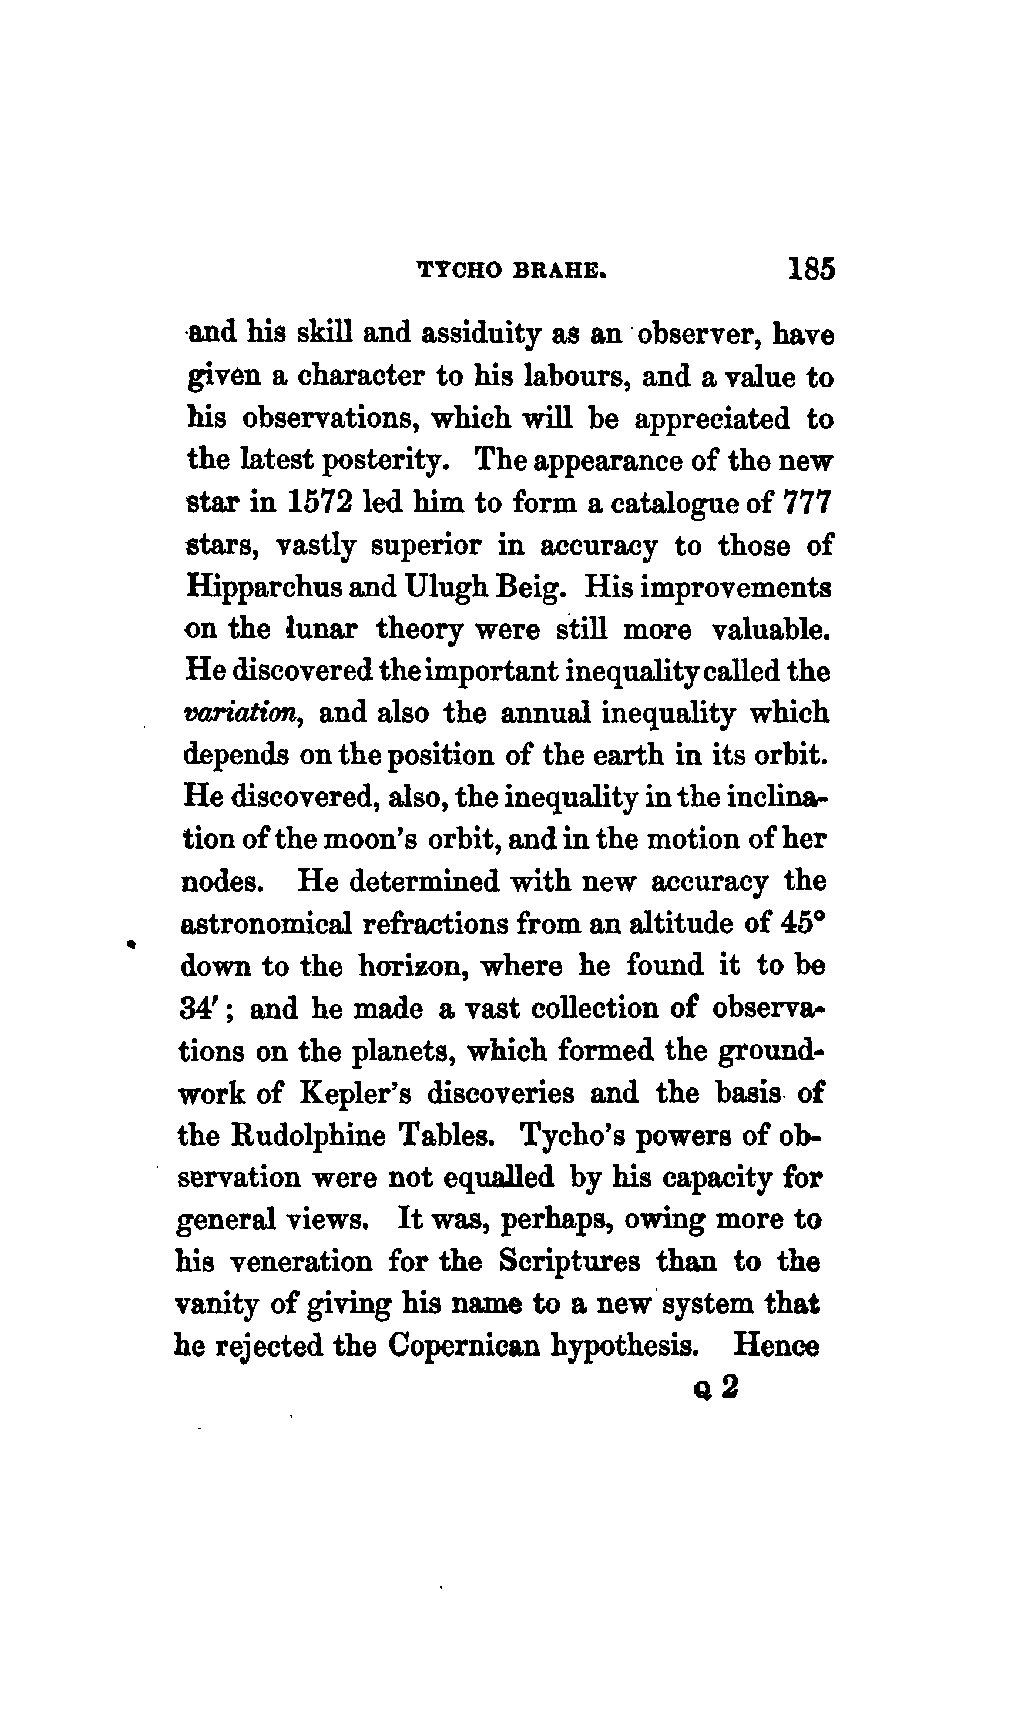 TYCHO BRAHE. 185
and his skill and assiduity as an observer, have
given a character to his labours, and a value to
his observations, which will be appreciated to
the latest posterity. The appearance of the new
star in 1572 led him to form a catalogue of 777
stars, vastly superior in accuracy to those of
Hipparchus and Ulugh Beig. His improvements
on the lunar theory were still more valuable.
He discovered the important inequality called the
variation, and also the annual inequality which
depends on the position of the earth in its orbit.
He discovered, also, the inequality in the inclina-
tion of the moon's orbit, and in the motion of her
nodes. He determined with new accuracy the
astronomical refractions from an altitude of 45°
down to the horizon, where he found it to be
34′; and he made a vast collection of observa-
tions on the planets, which formed the ground-
work of Kepler's discoveries and the basis of
the Rudolphine Tables. Tycho's powers of ob-
servation were not equalled by his capacity for
general views. It was, perhaps, owing more to
his veneration for the Scriptures than to the
vanity of giving his name to a new system that
he rejected the Copernican hypothesis. Hence
Q 2